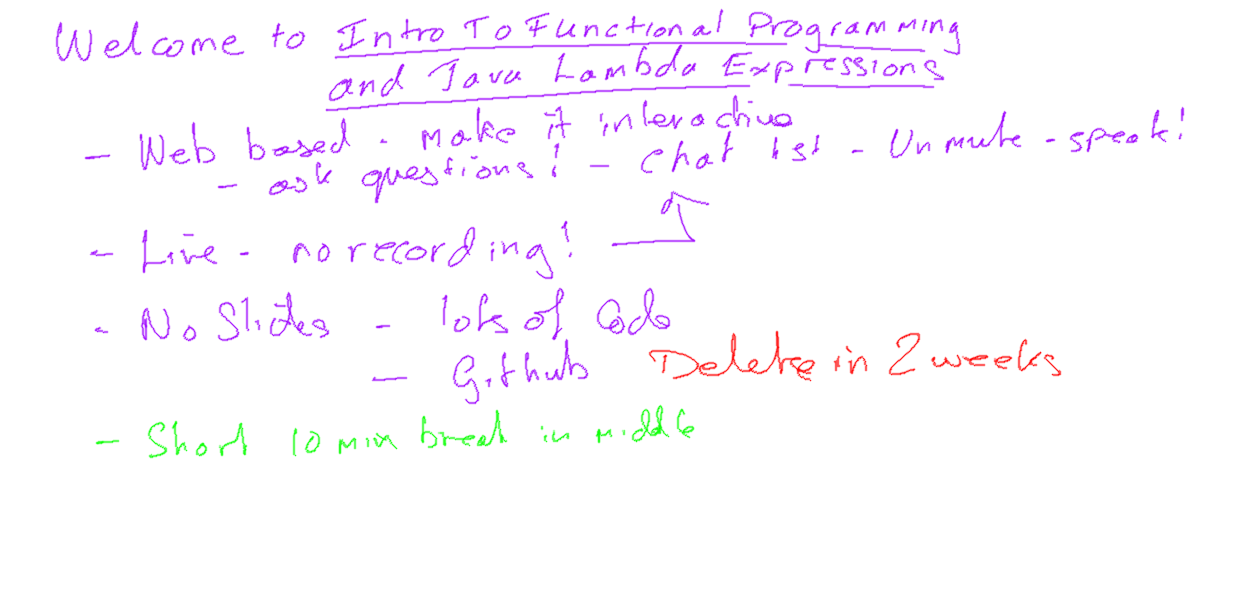 Welcome to Intro To Functional Programming
and Java Lambda Expressions
- Web based - make it interactive
- ask questions! - chat 1st - Unmute - speak!
- Live - no recording!
- No Slides - lots of Code
- Github Delete in 2 weeks
- Short 10 min break in middle